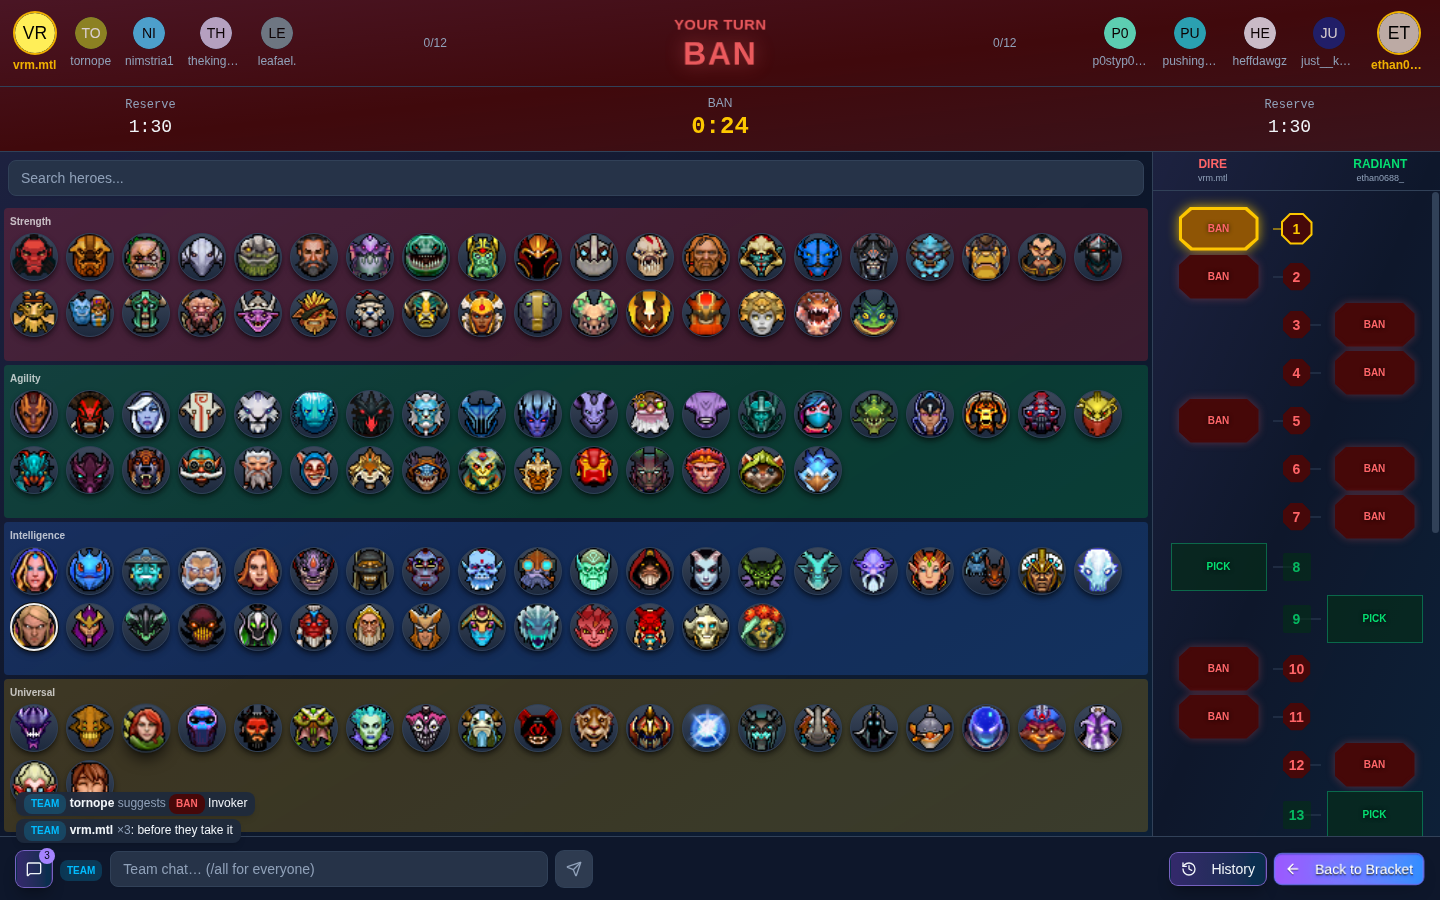 VR
TO
NI
TH
LE
vrm.mtl
tornope
nimstria1
theking…
leafael.
0/12
YOUR TURN
BAN
0/12
P0
PU
HE
JU
ET
p0styp0…
pushing…
heffdawgz
just__k…
ethan0…
Reserve
1:30
BAN
0:24
Reserve
1:30
Search heroes...
DIRE
vrm.mtl
RADIANT
ethan0688_
Strength
Agility
Intelligence
Universal
BAN 1
BAN 2
3 BAN
4 BAN
BAN 5
6 BAN
7 BAN
PICK 8
9 PICK
BAN 10
BAN 11
12 BAN
13 PICK
TEAM tornope suggests BAN Invoker
TEAM vrm.mtl ×3: before they take it
3
TEAM
Team chat… (/all for everyone)
History
Back to Bracket